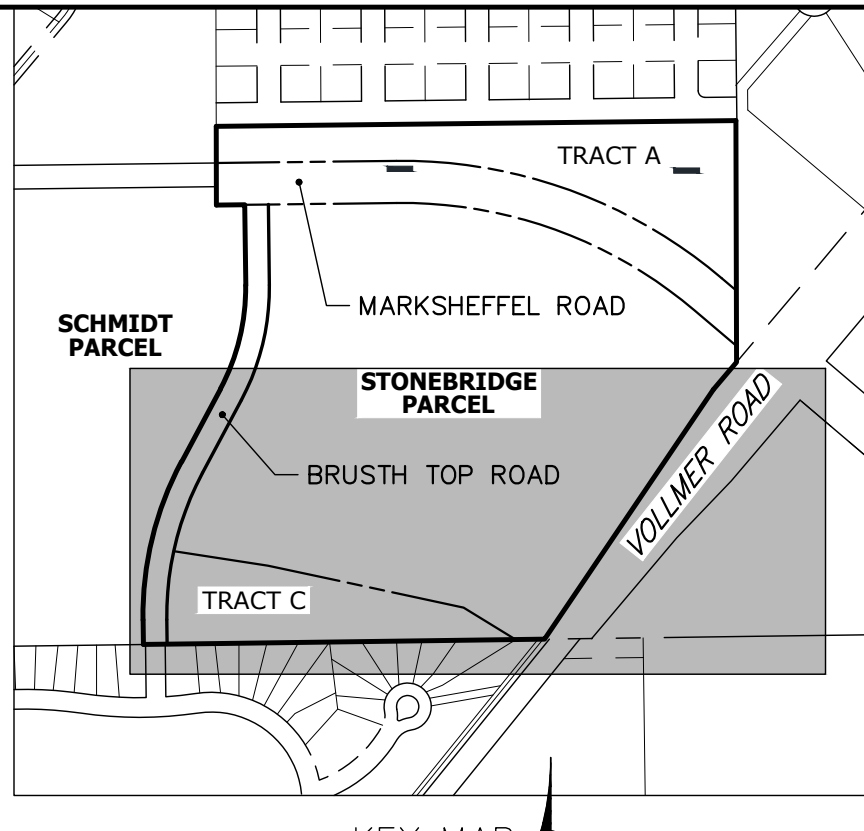 TRACT A
MARKSHEFFEL ROAD
SCHMIDT
PARCEL
STONEBRIDGE
PARCEL
VOLLMER ROAD
BRUSTH TOP ROAD
TRACT C
KEY MAP